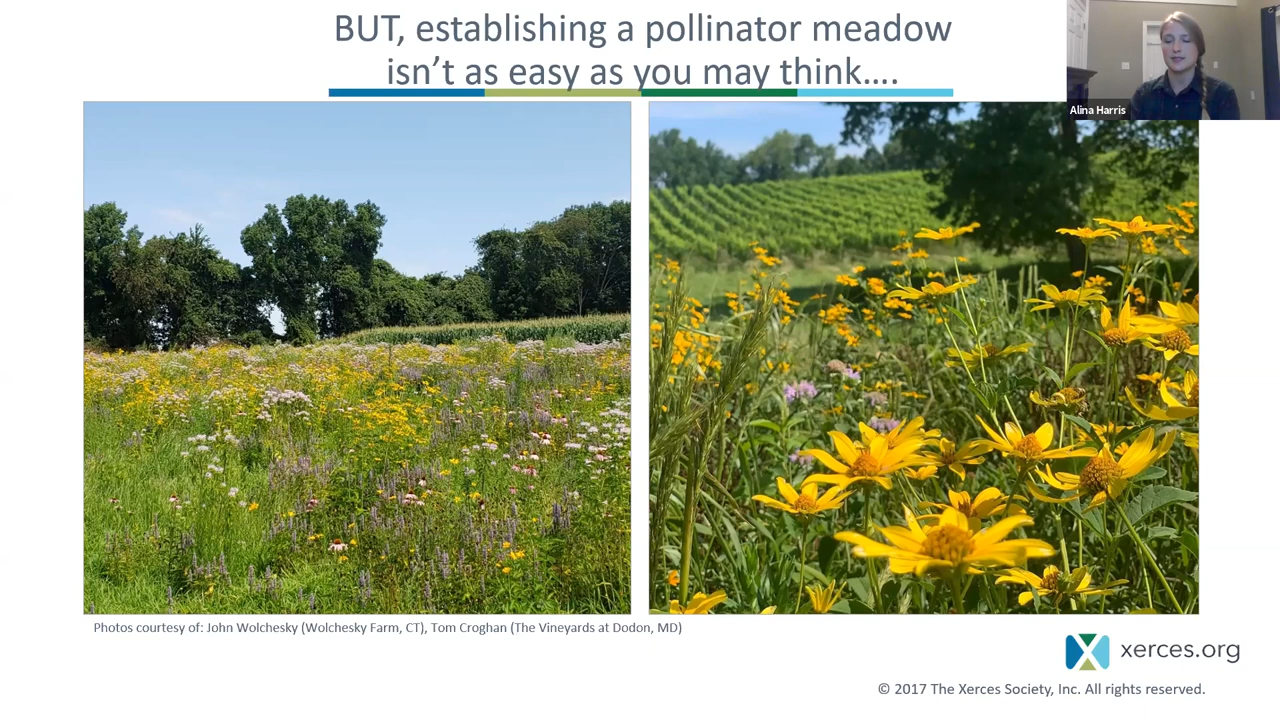 BUT, establishing a pollinator meadow
isn't as easy as you may think....
Alina Harris
Photos courtesy of: John Wolchesky (Wolchesky Farm, CT), Tom Croghan (The Vineyards at Dodon, MD)
xerces.org
© 2017 The Xerces Society, Inc. All rights reserved.